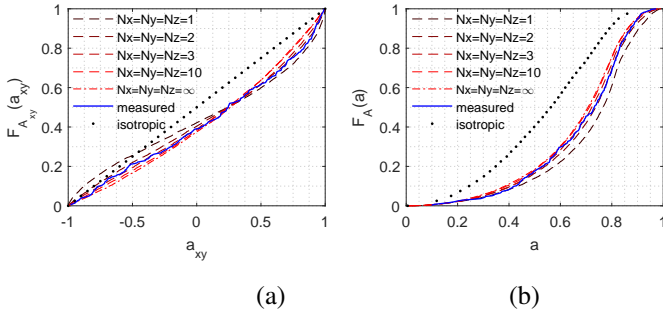 1
0.8
0.6
0.4
0.2
0
F_{A_{xy}}(a_{xy})
Nx=Ny=Nz=1
Nx=Ny=Nz=2
Nx=Ny=Nz=3
Nx=Ny=Nz=10
Nx=Ny=Nz=∞
measured
isotropic
-1 -0.5 0 0.5 1
a_{xy}
(a)
1
0.8
0.6
0.4
0.2
0
F_A(a)
Nx=Ny=Nz=1
Nx=Ny=Nz=2
Nx=Ny=Nz=3
Nx=Ny=Nz=10
Nx=Ny=Nz=∞
measured
isotropic
0 0.2 0.4 0.6 0.8 1
a
(b)